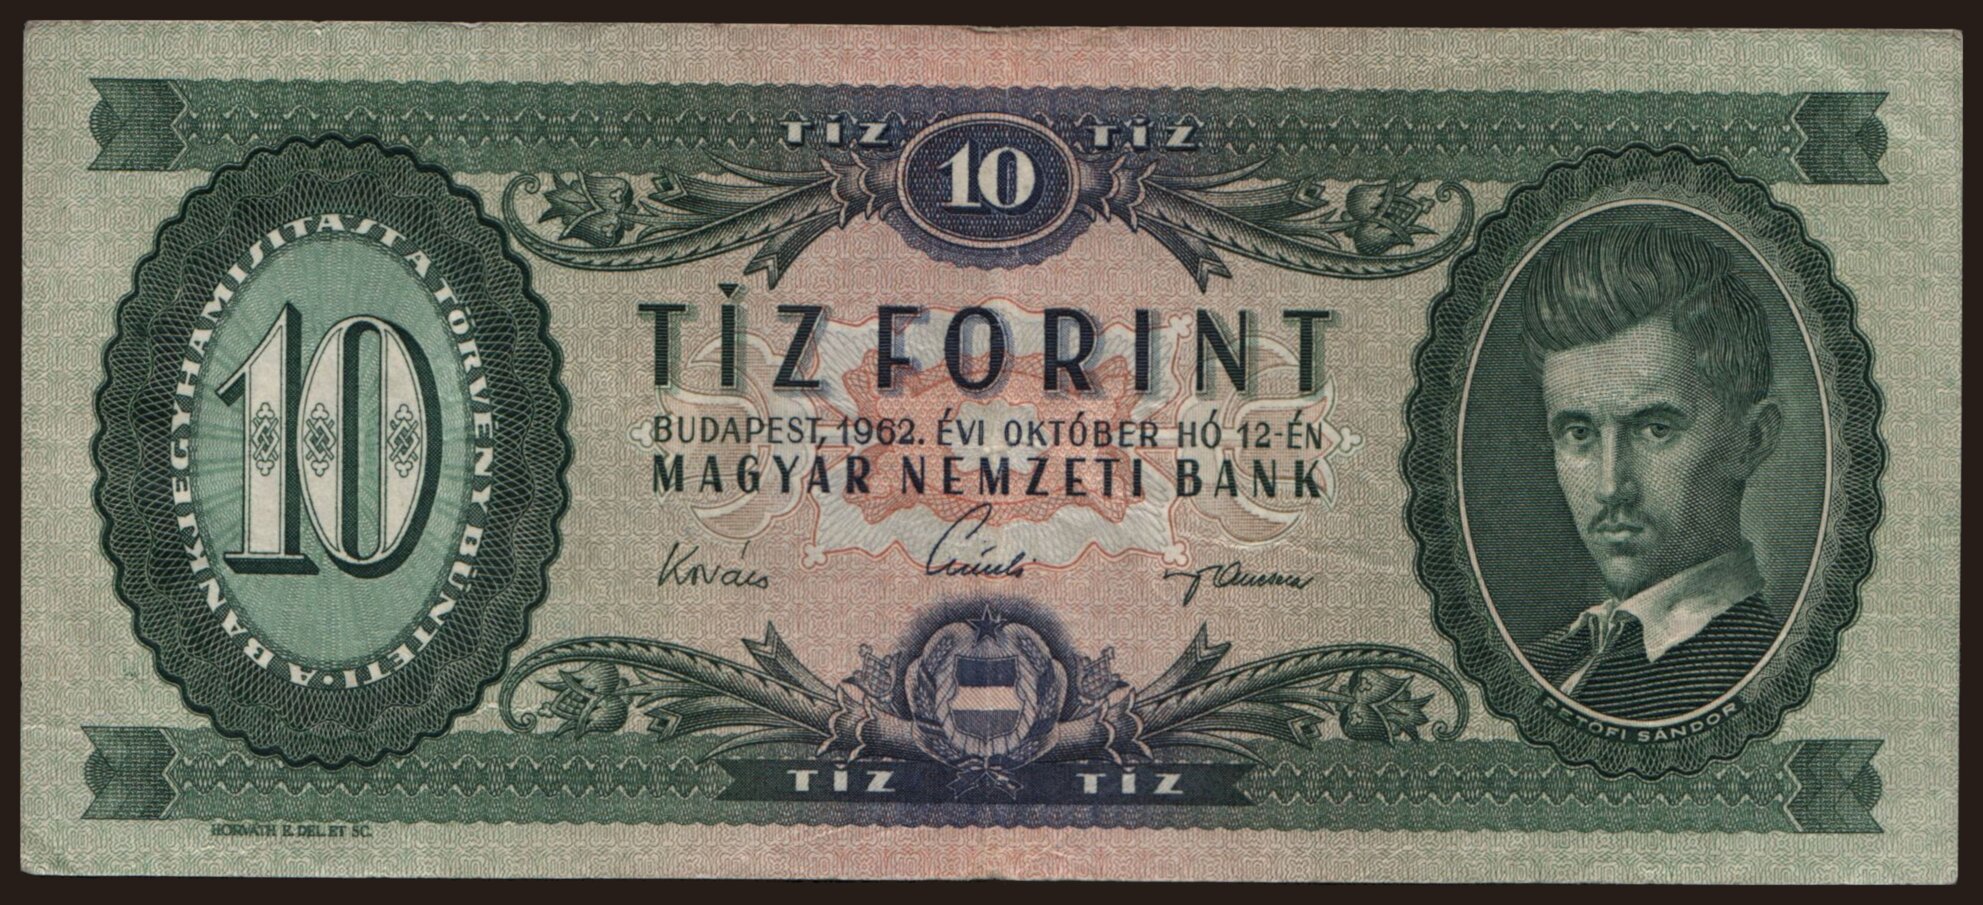 TÍZ 10 TÍZ
A BANKJEGYHAMISÍTÁST A TÖRVÉNY BÜNTETI.
10
TÍZ FORINT
BUDAPEST, 1962. ÉVI OKTÓBER HÓ 12-ÉN
MAGYAR NEMZETI BANK
Kovács
PETŐFI SÁNDOR
TÍZ TÍZ
HORVÁTH E. DEL. ET SC.